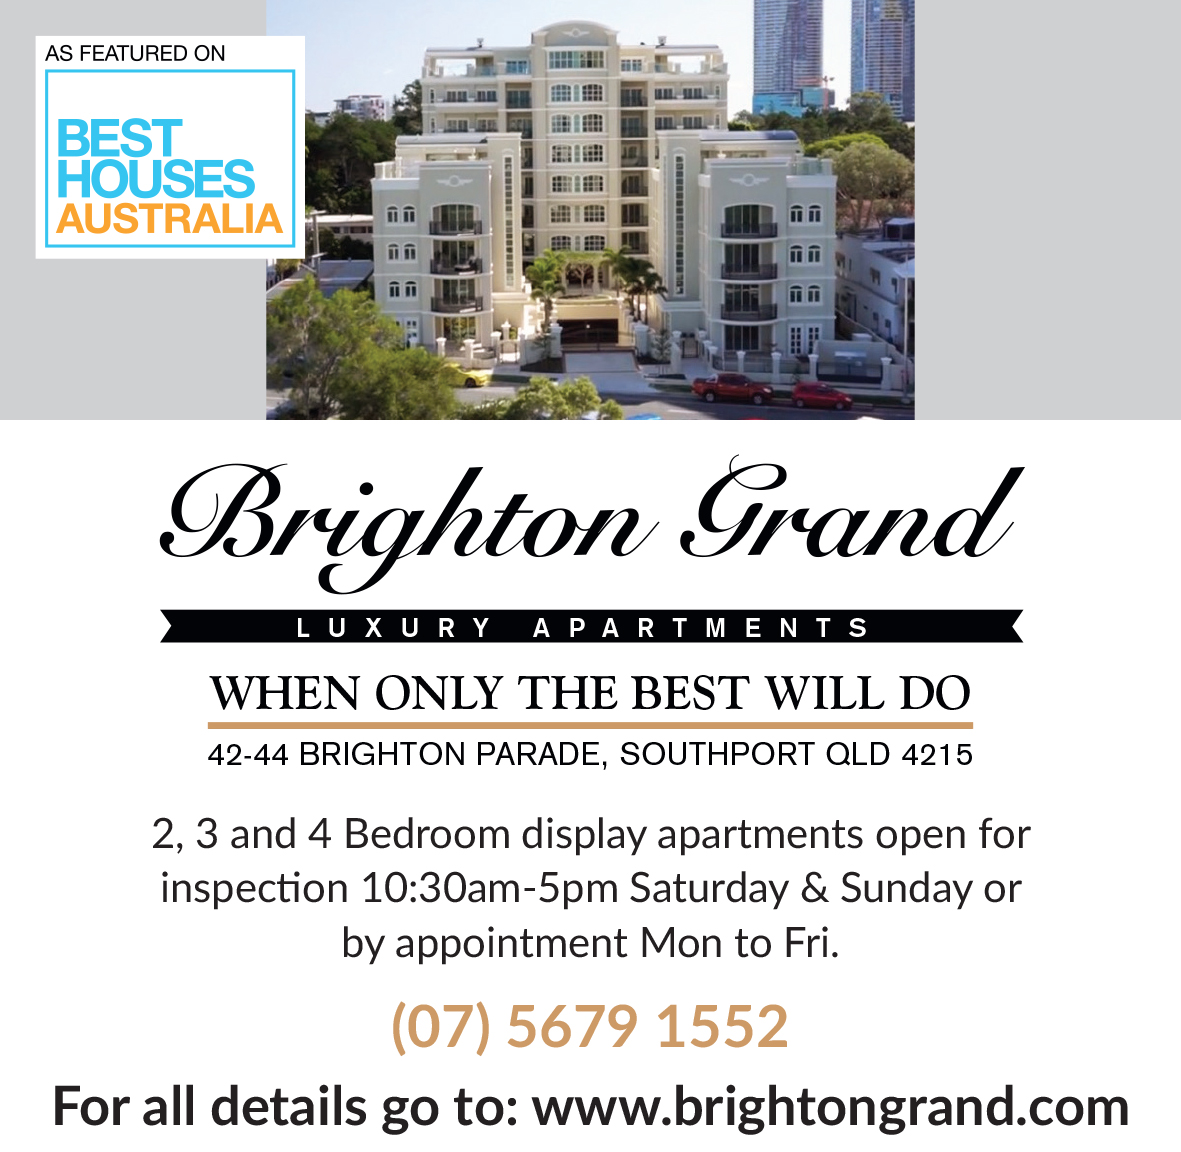 AS FEATURED ON
BEST
HOUSES
AUSTRALIA
Brighton Grand
LUXURY APARTMENTS
WHEN ONLY THE BEST WILL DO
42-44 BRIGHTON PARADE, SOUTHPORT QLD 4215
2, 3 and 4 Bedroom display apartments open for
inspection 10:30am-5pm Saturday & Sunday or
by appointment Mon to Fri.
(07) 5679 1552
For all details go to: www.brightongrand.com